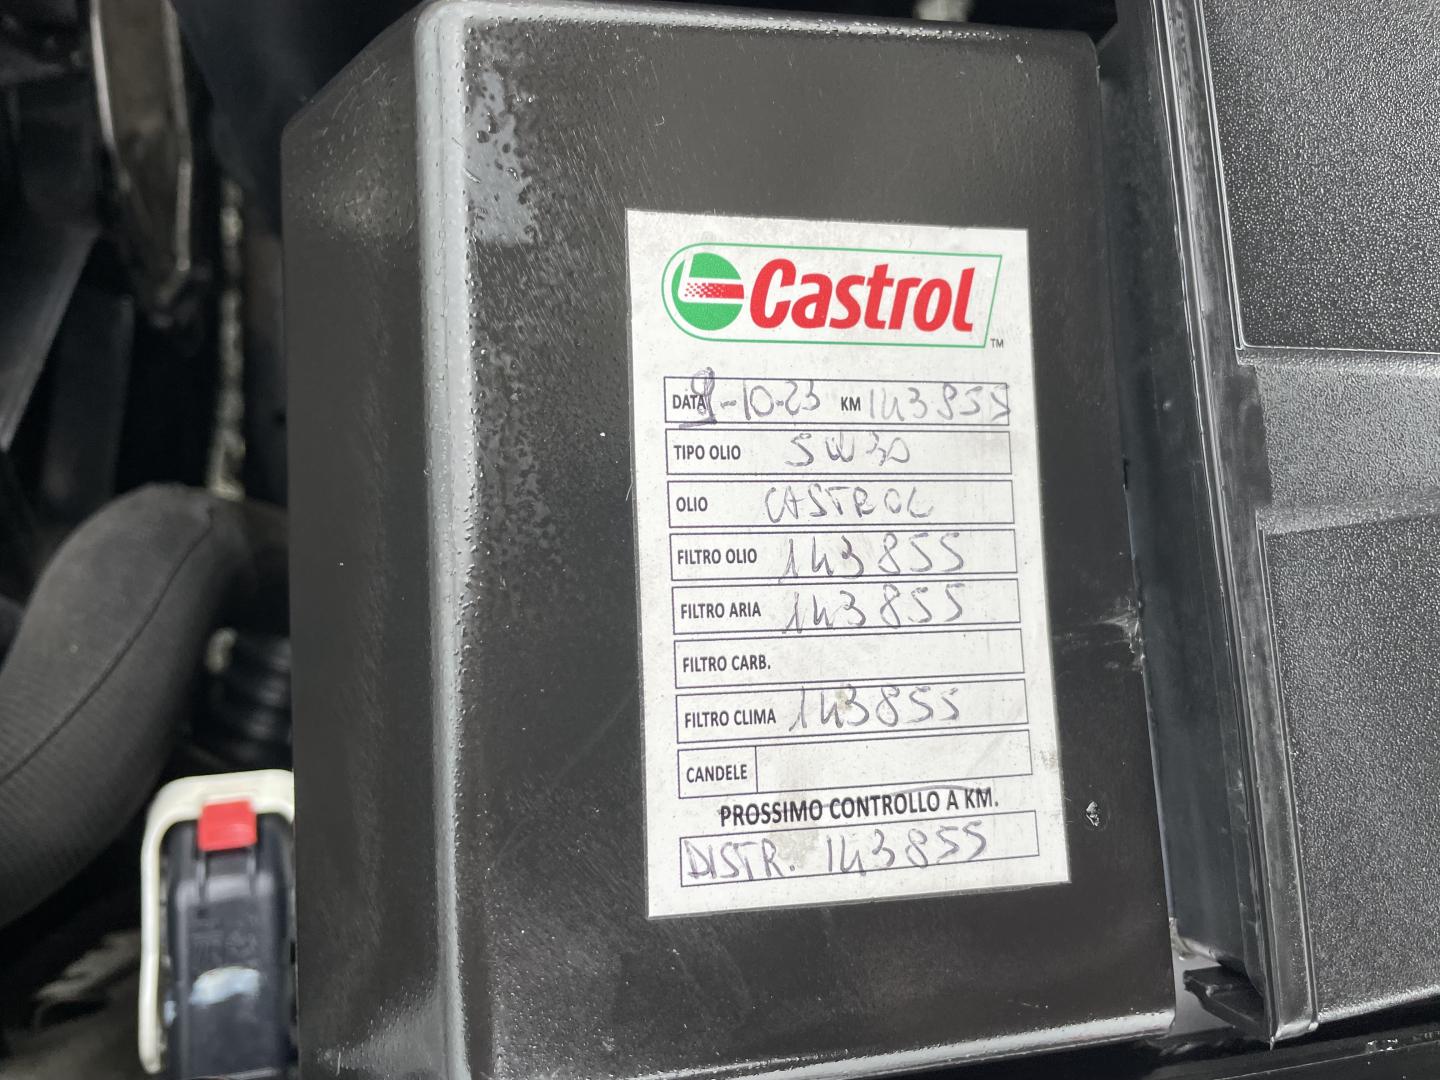 Castrol
TM
DATA 9-10-23 KM 143855
TIPO OLIO 5W30
OLIO CASTROL
FILTRO OLIO 143855
FILTRO ARIA 143855
FILTRO CARB.
FILTRO CLIMA 143855
CANDELE
PROSSIMO CONTROLLO A KM.
DISTR. 143855